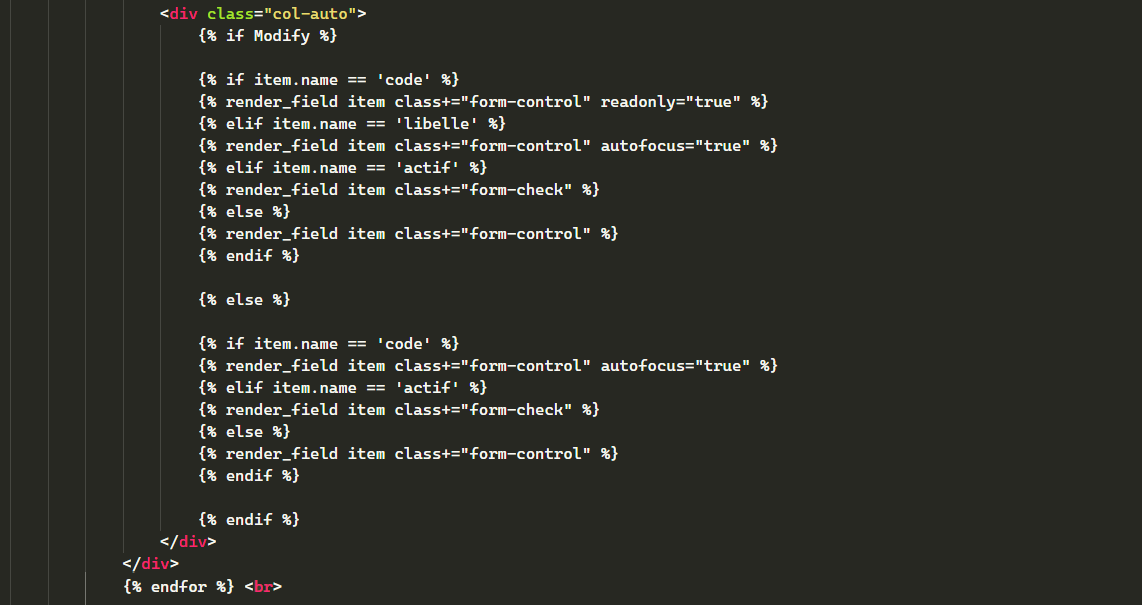 <div class="col-auto">
{% if Modify %}
{% if item.name == 'code' %}
{% render_field item class+="form-control" readonly="true" %}
{% elif item.name == 'libelle' %}
{% render_field item class+="form-control" autofocus="true" %}
{% elif item.name == 'actif' %}
{% render_field item class+="form-check" %}
{% else %}
{% render_field item class+="form-control" %}
{% endif %}
{% else %}
{% if item.name == 'code' %}
{% render_field item class+="form-control" autofocus="true" %}
{% elif item.name == 'actif' %}
{% render_field item class+="form-check" %}
{% else %}
{% render_field item class+="form-control" %}
{% endif %}
{% endif %}
</div>
</div>
{% endfor %} <br>